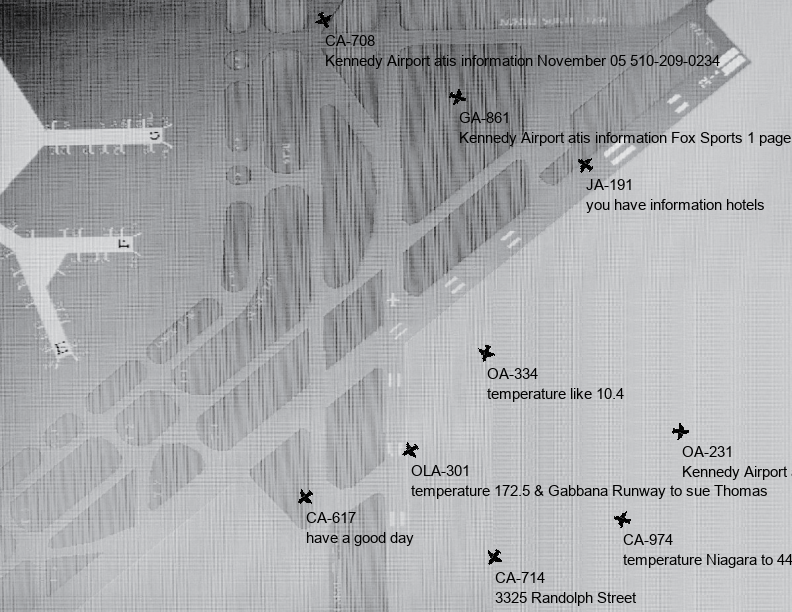 CA-708
Kennedy Airport atis information November 05 510-209-0234
GA-861
Kennedy Airport atis information Fox Sports 1 page
JA-191
you have information hotels
OA-334
temperature like 10.4
OA-231
Kennedy Airport
OLA-301
temperature 172.5 & Gabbana Runway to sue Thomas
CA-617
have a good day
CA-974
temperature Niagara to 44
CA-714
3325 Randolph Street